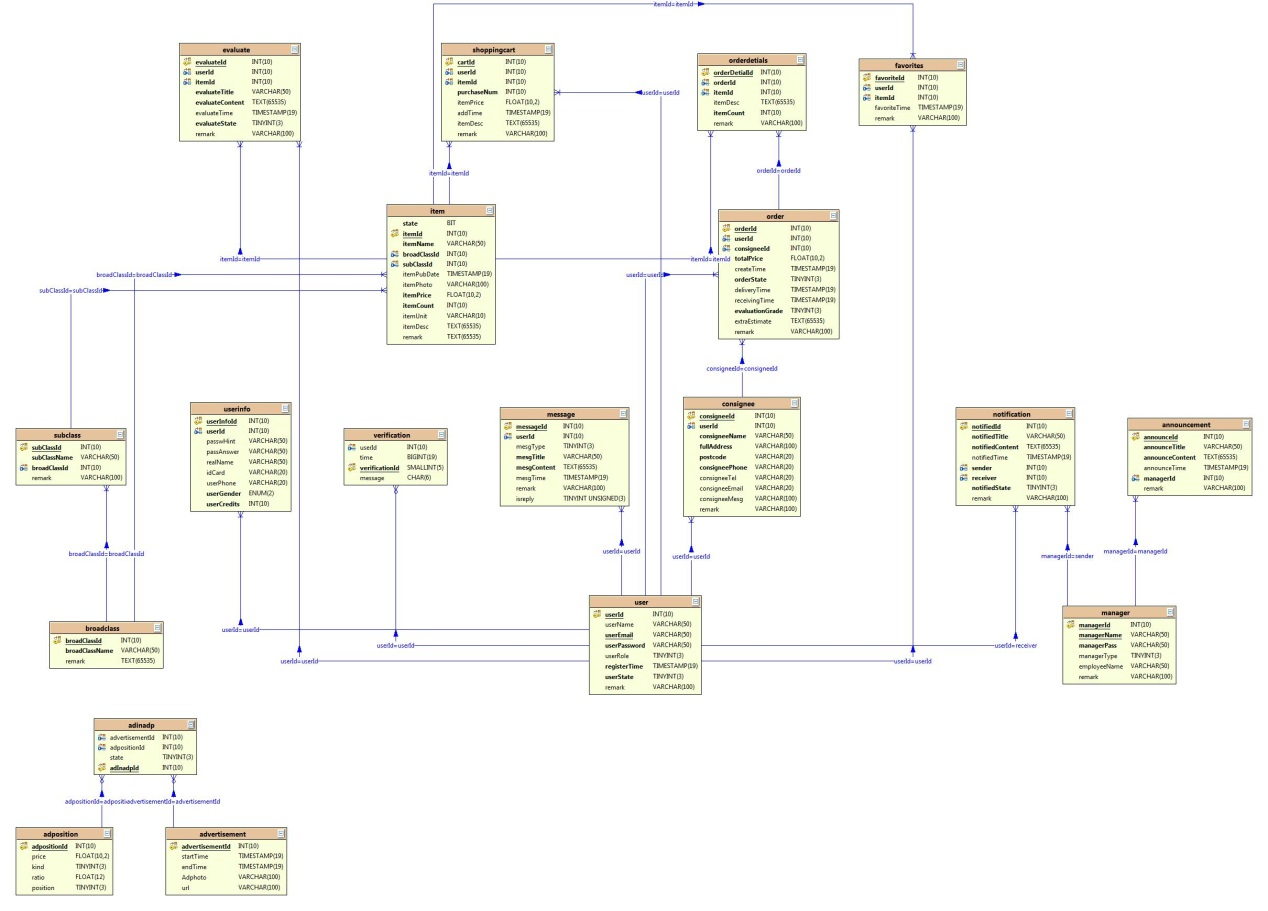 itemId=itemId
evaluate
evaluateId INT(10)
userId INT(10)
itemId INT(10)
evaluateTitle VARCHAR(50)
evaluateContent TEXT(65535)
evaluateTime TIMESTAMP(19)
evaluateState TINYINT(3)
remark VARCHAR(100)
shoppingcart
cartId INT(10)
userId INT(10)
itemId INT(10)
purchaseNum INT(10)
itemPrice FLOAT(10,2)
addTime TIMESTAMP(19)
itemDesc TEXT(65535)
remark VARCHAR(100)
userId=userId
orderdetials
orderDetialId INT(10)
orderId INT(10)
itemId INT(10)
itemDesc TEXT(65535)
itemCount INT(10)
remark VARCHAR(100)
favorites
favoriteId INT(10)
userId INT(10)
itemId INT(10)
favoriteTime TIMESTAMP(19)
remark VARCHAR(100)
itemId=itemId
orderId=orderId
item
state BIT
itemId INT(10)
itemName VARCHAR(50)
broadClassId INT(10)
subClassId INT(10)
itemPubDate TIMESTAMP(19)
itemPhoto VARCHAR(100)
itemPrice FLOAT(10,2)
itemCount INT(10)
itemUnit VARCHAR(10)
itemDesc TEXT(65535)
remark TEXT(65535)
order
orderId INT(10)
userId INT(10)
consigneeId INT(10)
totalPrice FLOAT(10,2)
createTime TIMESTAMP(19)
orderState TINYINT(3)
deliveryTime TIMESTAMP(19)
receivingTime TIMESTAMP(19)
evaluationGrade TINYINT(3)
extraEstimate TEXT(65535)
remark VARCHAR(100)
itemId=itemId
itemId=itemId
broadClassId=broadClassId
userId=userId
subClassId=subClassId
consigneeId=consigneeId
subclass
subClassId INT(10)
subClassName VARCHAR(50)
broadClassId INT(10)
remark VARCHAR(100)
userinfo
userInfoId INT(10)
userId INT(10)
passwHint VARCHAR(50)
passAnswer VARCHAR(50)
realName VARCHAR(50)
idCard VARCHAR(20)
userPhone VARCHAR(20)
userGender ENUM(2)
userCredits INT(10)
verification
userId INT(10)
time BIGINT(19)
verificationId SMALLINT(5)
message CHAR(6)
message
messageId INT(10)
userId INT(10)
mesgType TINYINT(3)
mesgTitle VARCHAR(50)
mesgContent TEXT(65535)
mesgTime TIMESTAMP(19)
remark VARCHAR(100)
isreply TINYINT UNSIGNED(3)
consignee
consigneeId INT(10)
userId INT(10)
consigneeName VARCHAR(50)
fullAddress VARCHAR(100)
postcode VARCHAR(20)
consigneePhone VARCHAR(20)
consigneeTel VARCHAR(20)
consigneeEmail VARCHAR(20)
consigneeMesg VARCHAR(100)
remark VARCHAR(100)
notification
notifiedId INT(10)
notifiedTitle VARCHAR(50)
notifiedContent TEXT(65535)
notifiedTime TIMESTAMP(19)
sender INT(10)
receiver INT(10)
notifiedState TINYINT(3)
remark VARCHAR(100)
announcement
announceId INT(10)
announceTitle VARCHAR(50)
announceContent TEXT(65535)
announceTime TIMESTAMP(19)
managerId INT(10)
remark VARCHAR(100)
broadClassId=broadClassId
userId=userId
userId=userId
managerId=sender
managerId=managerId
broadclass
broadClassId INT(10)
broadClassName VARCHAR(50)
remark TEXT(65535)
user
userId INT(10)
userName VARCHAR(50)
userEmail VARCHAR(50)
userPassword VARCHAR(50)
userRole TINYINT(3)
registerTime TIMESTAMP(19)
userState TINYINT(3)
remark VARCHAR(100)
manager
managerId INT(10)
managerName VARCHAR(50)
managerPass VARCHAR(50)
managerType TINYINT(3)
employeeName VARCHAR(50)
remark VARCHAR(100)
userId=userId
userId=userId
userId=receiver
userId=userId
userId=userId
adinadp
advertisementId INT(10)
adpositionId INT(10)
state TINYINT(3)
adInadpId INT(10)
adpositionId=adpositi
advertisementId=advertisementId
adposition
adpositionId INT(10)
price FLOAT(10,2)
kind TINYINT(3)
ratio FLOAT(12)
position TINYINT(3)
advertisement
advertisementId INT(10)
startTime TIMESTAMP(19)
endTime TIMESTAMP(19)
Adphoto VARCHAR(100)
url VARCHAR(100)